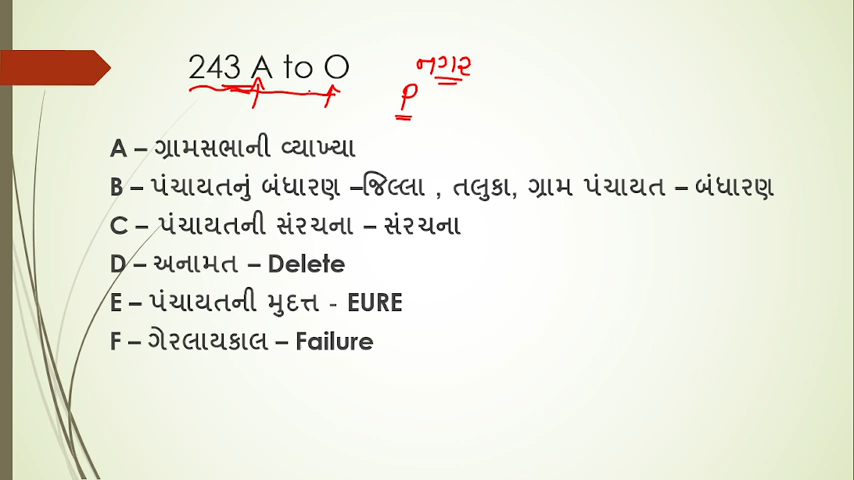 243 A to O
નગર
P
A – ગ્રામસભાની વ્યાખ્યા
B – પંચાયતનું બંધારણ –જિલ્લા , તલુકા, ગ્રામ પંચાયત – બંધારણ
C – પંચાયતની સંરચના – સંરચના
D – અનામત – Delete
E – પંચાયતની મુદત્ત - EURE
F – ગેરલાયકાલ – Failure